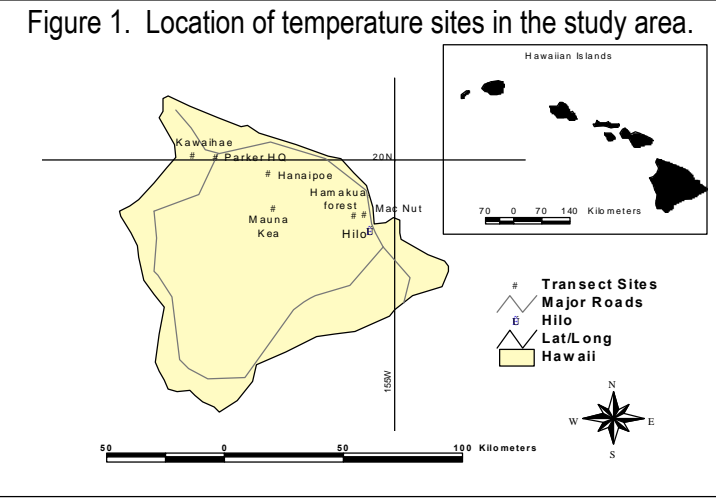 Figure 1. Location of temperature sites in the study area.
Hawaiian Islands
70 0 70 140 Kilometers
Kawaihae
# # Parker HQ
20N
# Hanaipoe
Hamakua
forest
Mac Nut
# #
#
Mauna
Kea
Hilo Ë
155W
# Transect Sites
Major Roads
Ë Hilo
Lat/Long
Hawaii
N
W E
S
50 0 50 100 Kilometers